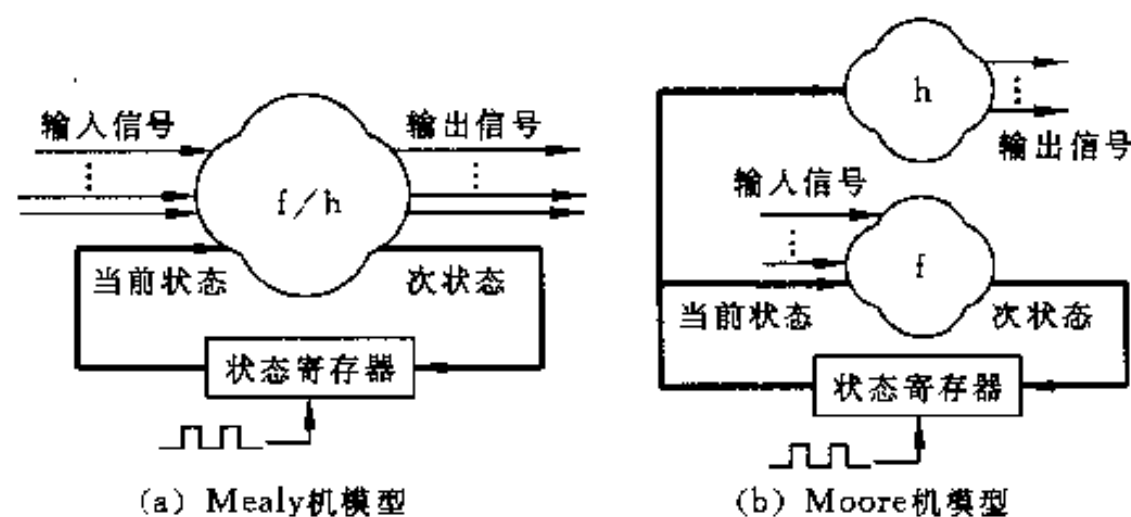 输入信号
输出信号
f/h
当前状态
次状态
状态寄存器
(a) Mealy机模型
h
输出信号
输入信号
f
当前状态
次状态
状态寄存器
(b) Moore机模型